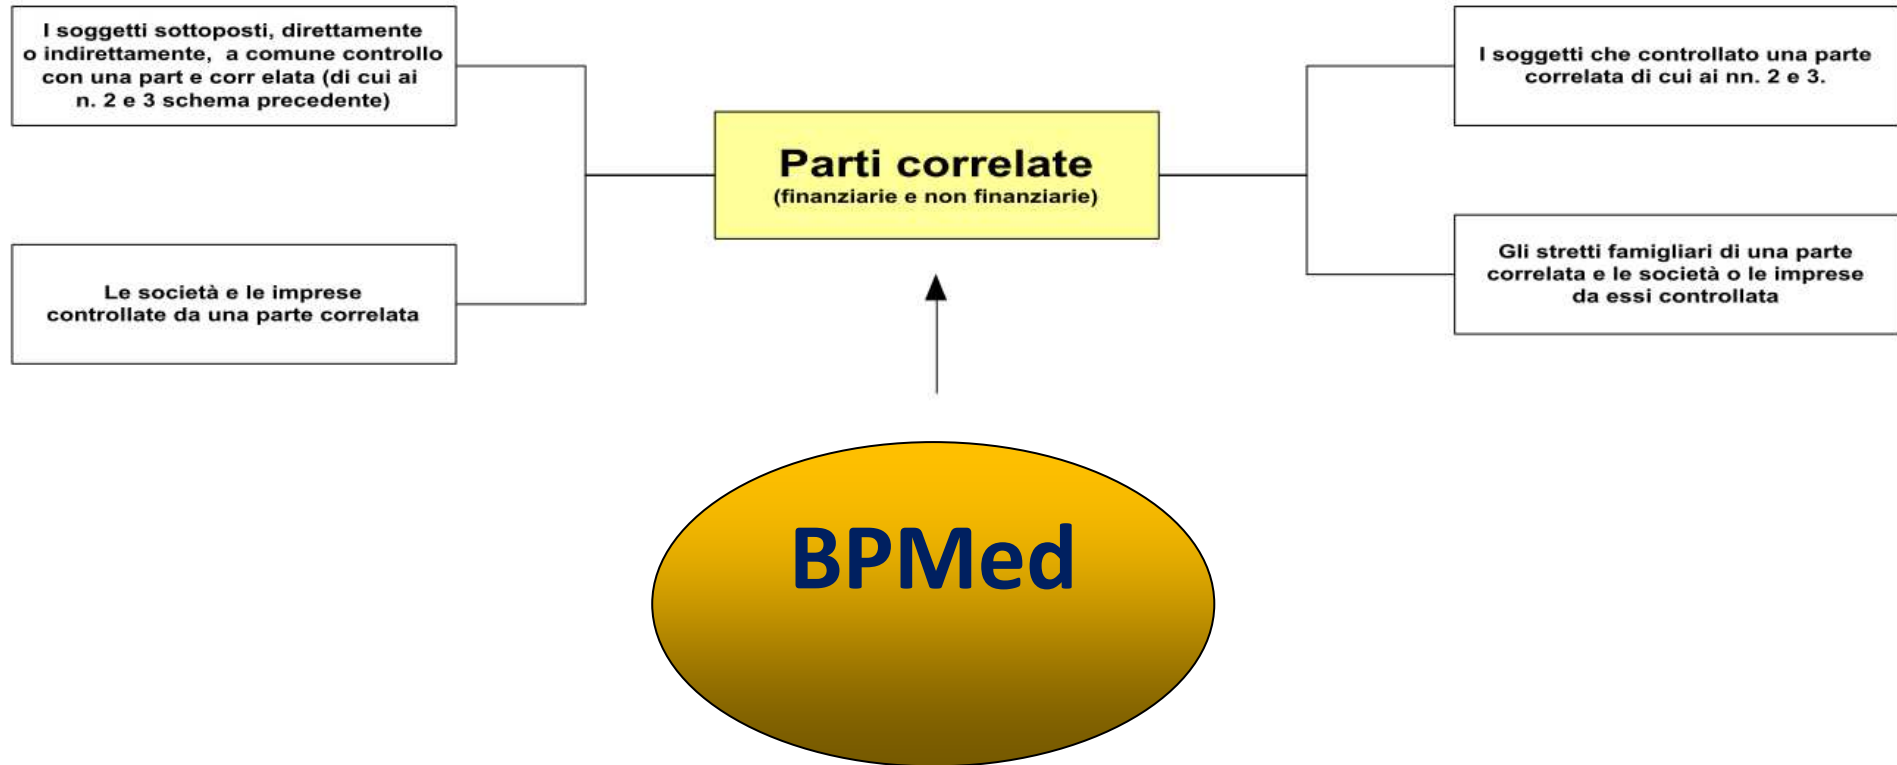 I soggetti sottoposti, direttamente
o indirettamente, a comune controllo
con una part e corr elata (di cui ai
n. 2 e 3 schema precedente)
Le società e le imprese
controllate da una parte correlata
Parti correlate
(finanziarie e non finanziarie)
I soggetti che controllato una parte
correlata di cui ai nn. 2 e 3.
Gli stretti famigliari di una parte
correlata e le società o le imprese
da essi controllata
BPMed